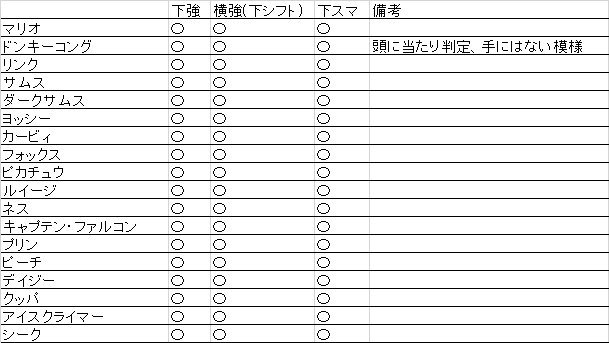 下強 横強(下シフト) 下スマ 備考
マリオ 〇 〇 〇
ドンキーコング 〇 〇 〇 頭に当たり判定、手にはない模様
リンク 〇 〇 〇
サムス 〇 〇 〇
ダークサムス 〇 〇 〇
ヨッシー 〇 〇 〇
カービィ 〇 〇 〇
フォックス 〇 〇 〇
ピカチュウ 〇 〇 〇
ルイージ 〇 〇 〇
ネス 〇 〇 〇
キャプテン・ファルコン 〇 〇 〇
プリン 〇 〇 〇
ピーチ 〇 〇 〇
デイジー 〇 〇 〇
クッパ 〇 〇 〇
アイスクライマー 〇 〇 〇
シーク 〇 〇 〇